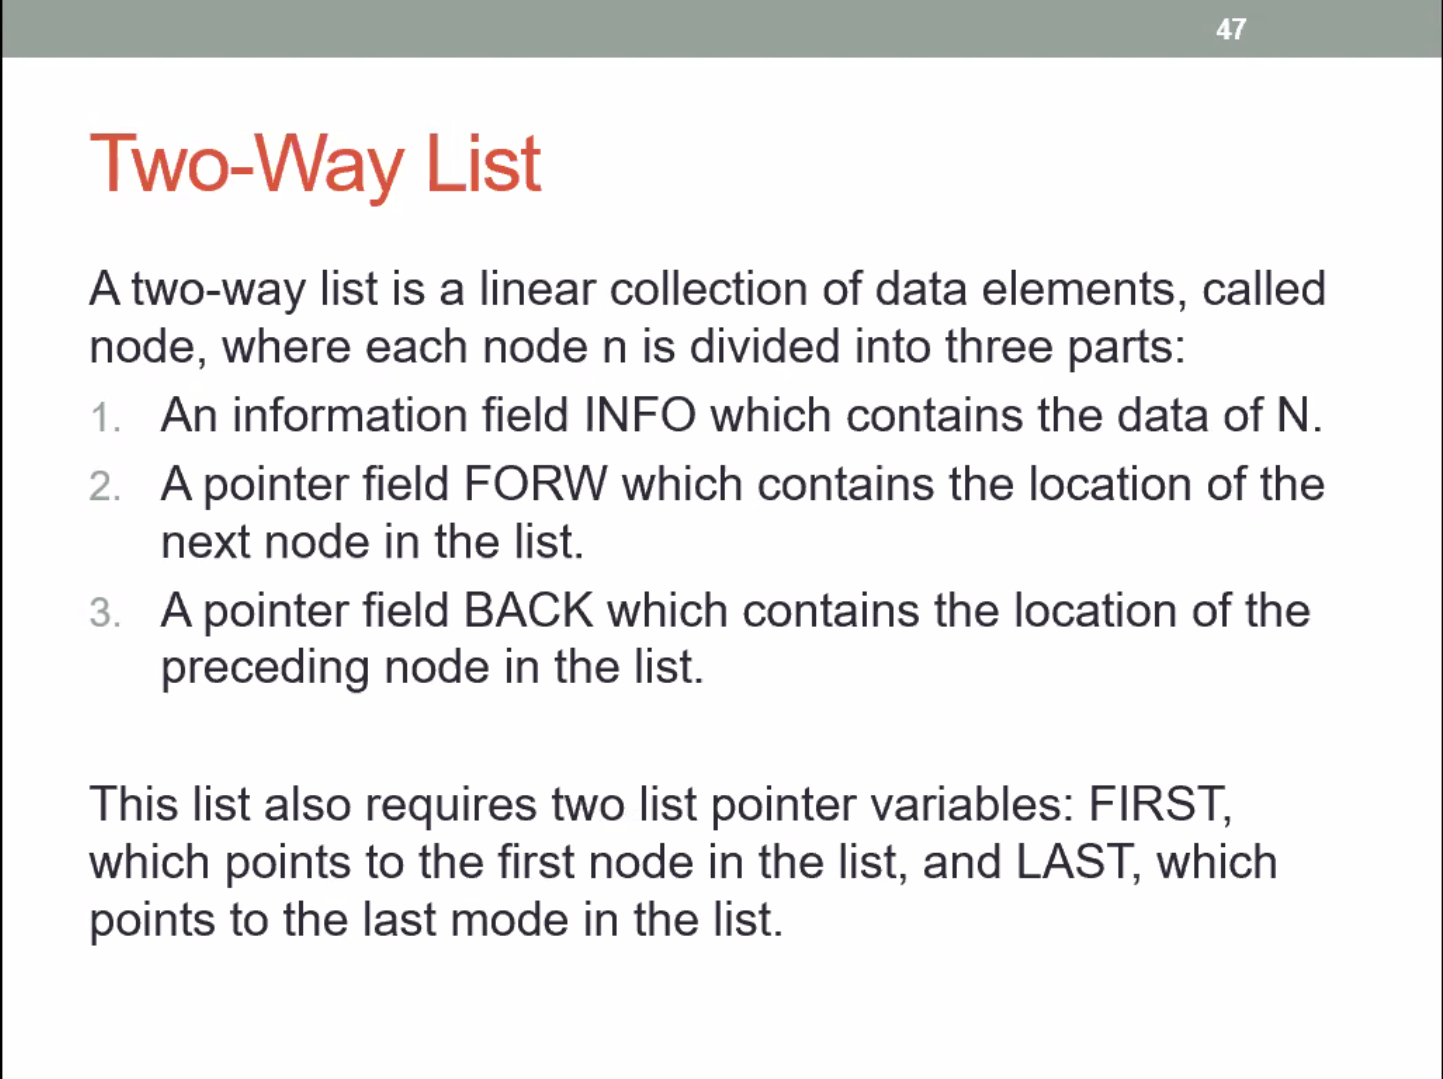 47
Two-Way List
A two-way list is a linear collection of data elements, called
node, where each node n is divided into three parts:
1. An information field INFO which contains the data of N.
2. A pointer field FORW which contains the location of the
next node in the list.
3. A pointer field BACK which contains the location of the
preceding node in the list.
This list also requires two list pointer variables: FIRST,
which points to the first node in the list, and LAST, which
points to the last mode in the list.